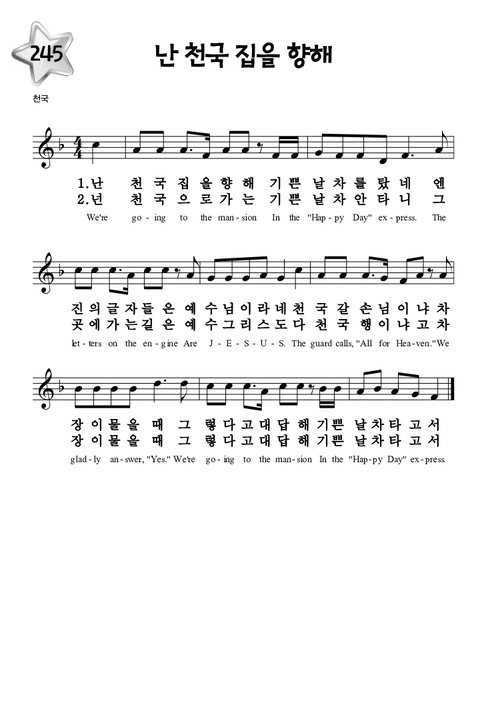 245
난 천국 집을 향해
천국
4
4
1.난 천 국 집 을 향 해 기 쁜 날 차 를 탔 네 엔
2.넌 천 국 으 로 가 는 기 쁜 날 차 안 타 니 그
We're go - ing to the man - sion In the "Hap - py Day" ex - press. The
진 의 글 자 들 은 예 수 님 이 라 네 천 국 갈 손 님 이 냐 차
곳 에 가 는 길 은 예 수 그 리 스 도 다 천 국 행 이 냐 고 차
let - ters on the en - gine Are J - E - S - U - S. The guard calls, "All for Hea - ven." We
장 이 물 을 때 그 렇 다 고 대 답 해 기 쁜 날 차 타 고 서
장 이 물 을 때 그 렇 다 고 대 답 해 기 쁜 날 차 타 고 서
glad - ly an - swer, "Yes." We're go - ing to the man - sion In the "Hap - py Day" ex - press.